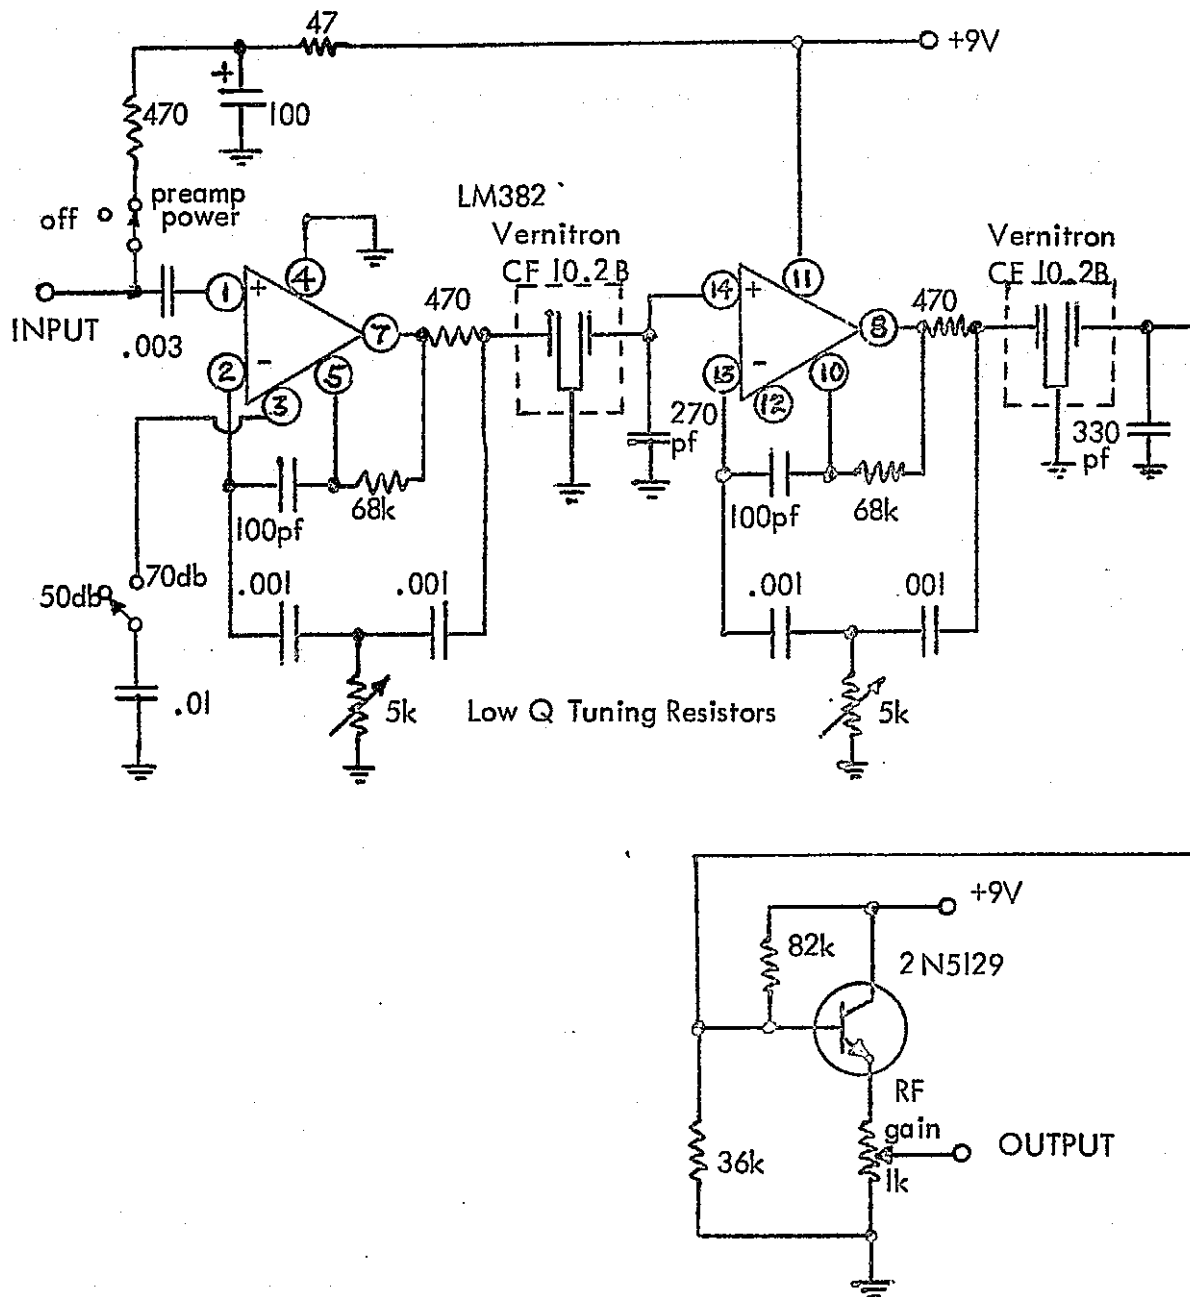 47
+9V
+
470
100
off
preamp
power
LM382
Vernitron
CF 10.2B
Vernitron
CF 10.2B
4
11
1
+
470
14
+
470
INPUT
7
8
.003
2
-
5
13
-
10
3
12
270
pf
330
pf
68k
68k
100pf
100pf
50db
70db
.001
.001
.001
001
.01
5k
Low Q Tuning Resistors
5k
+9V
82k
2N5129
RF
gain
1k
OUTPUT
36k